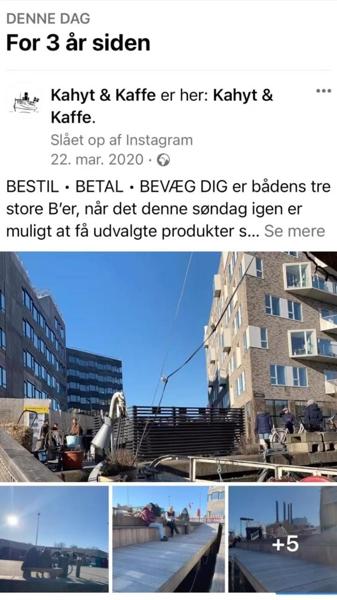 DENNE DAG
For 3 år siden
Kahyt & Kaffe er her: Kahyt &
Kaffe.
Slået op af Instagram
22. mar. 2020 ·
BESTIL • BETAL • BEVÆG DIG er bådens tre
store B’er, når det denne søndag igen er
muligt at få udvalgte produkter s... Se mere
+5